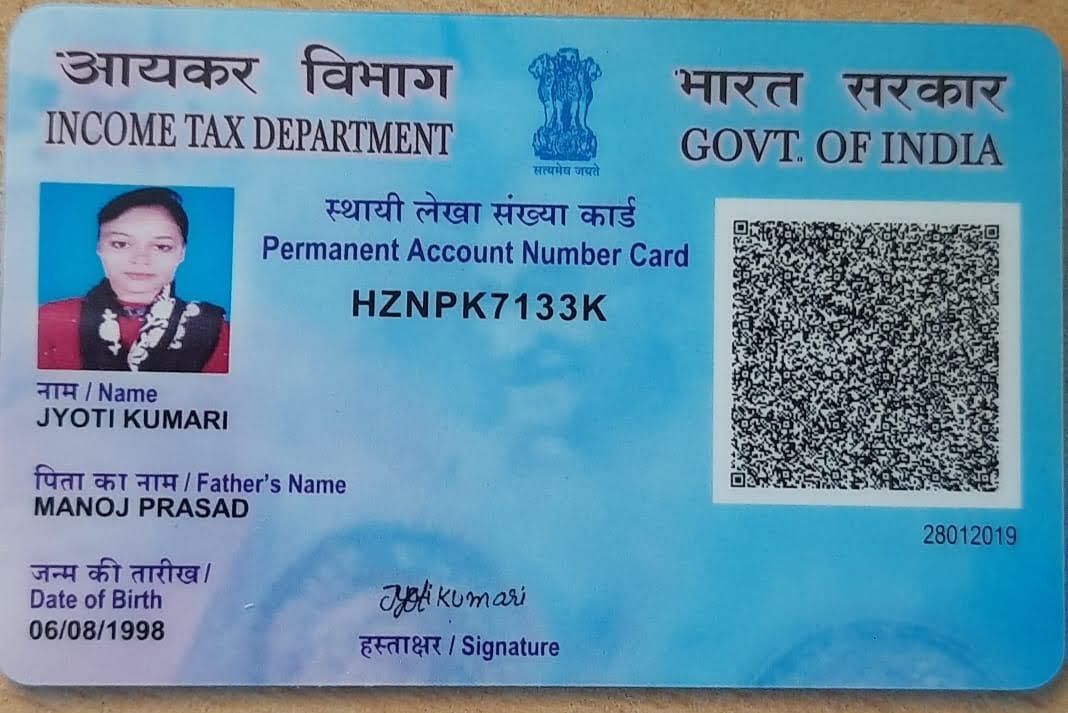 आयकर विभाग
INCOME TAX DEPARTMENT
सत्यमेव जयते
भारत सरकार
GOVT. OF INDIA
स्थायी लेखा संख्या कार्ड
Permanent Account Number Card
HZNPK7133K
नाम / Name
JYOTI KUMARI
पिता का नाम / Father's Name
MANOJ PRASAD
28012019
जन्म की तारीख /
Date of Birth
06/08/1998
Jyoti Kumari
हस्ताक्षर / Signature